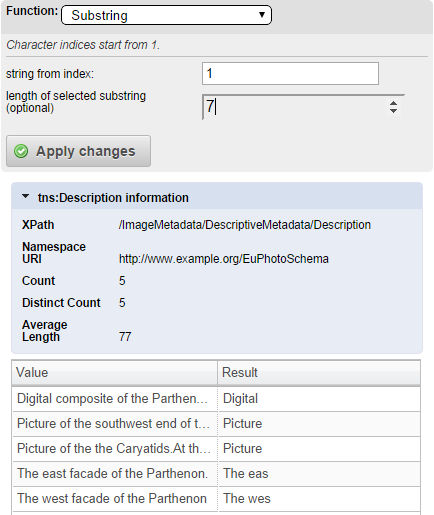 Function: Substring
Character indices start from 1.
string from index: 1
length of selected substring
(optional) 7
Apply changes
tns:Description information
XPath /ImageMetadata/DescriptiveMetadata/Description
Namespace
URI http://www.example.org/EuPhotoSchema
Count 5
Distinct Count 5
Average
Length 77
Value Result
Digital composite of the Parthen... Digital
Picture of the southwest end of t... Picture
Picture of the the Caryatids.At th... Picture
The east facade of the Parthenon. The eas
The west facade of the Parthenon The wes